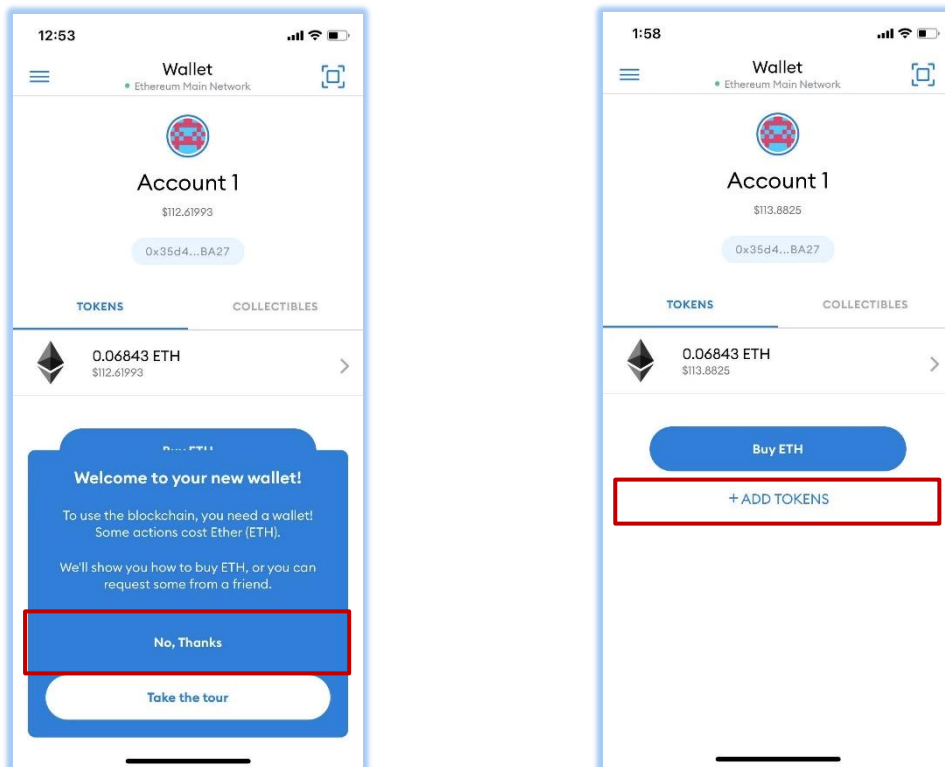 12:53
Wallet
Ethereum Main Network
Account 1
$112.61993
0x35d4...BA27
TOKENS COLLECTIBLES
0.06843 ETH
$112.61993
Buy ETH
Welcome to your new wallet!
To use the blockchain, you need a wallet!
Some actions cost Ether (ETH).
We'll show you how to buy ETH, or you can
request some from a friend.
No, Thanks
Take the tour
1:58
Wallet
Ethereum Main Network
Account 1
$113.8825
0x35d4...BA27
TOKENS COLLECTIBLES
0.06843 ETH
$113.8825
Buy ETH
+ ADD TOKENS